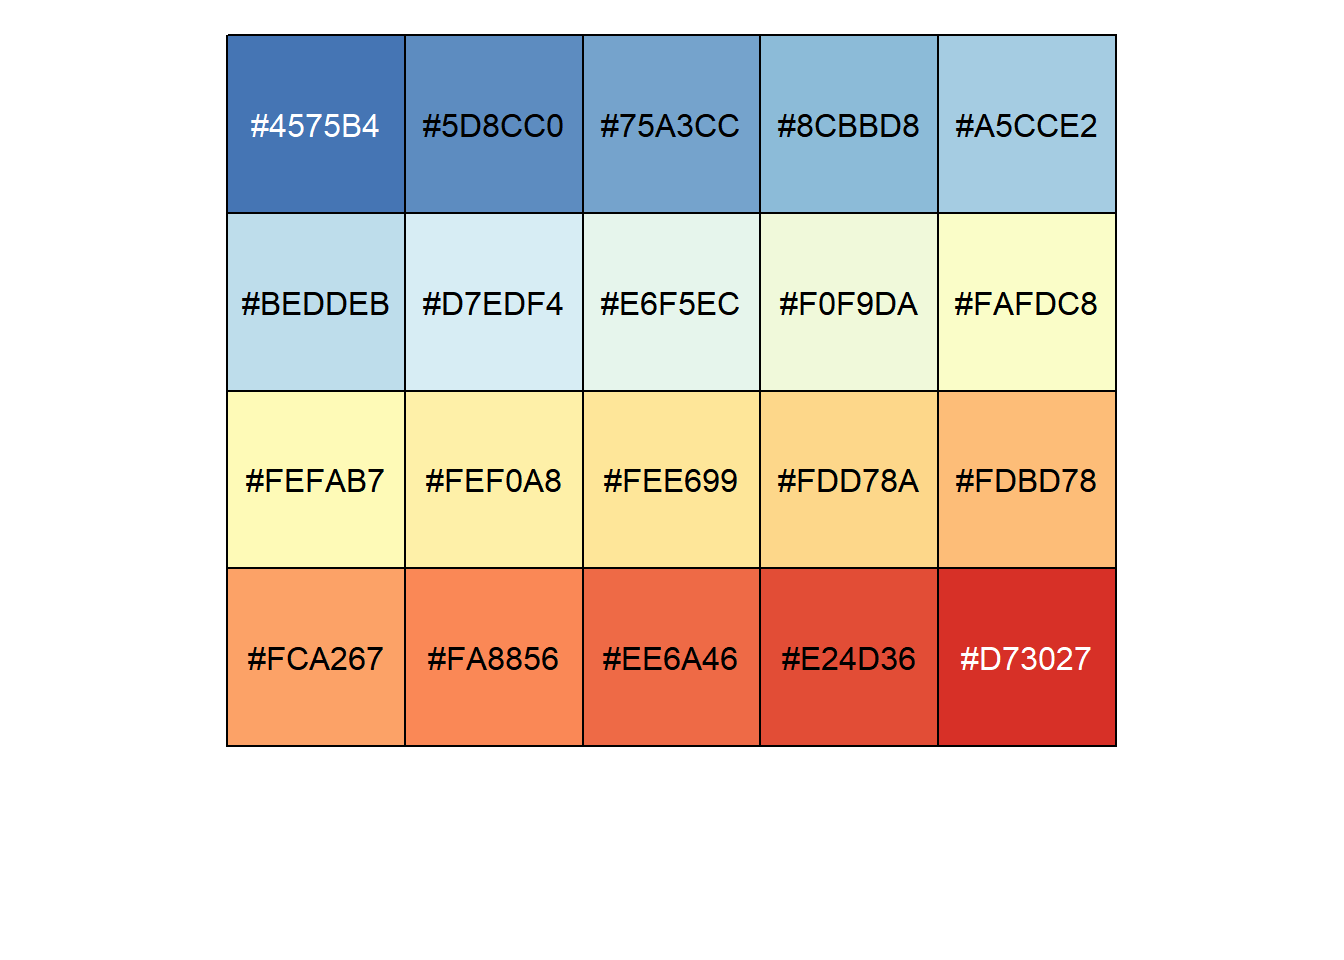 #4575B4 #5D8CC0 #75A3CC #8CBBD8 #A5CCE2
#BEDDEB #D7EDF4 #E6F5EC #F0F9DA #FAFDC8
#FEFAB7 #FEF0A8 #FEE699 #FDD78A #FDBD78
#FCA267 #FA8856 #EE6A46 #E24D36 #D73027